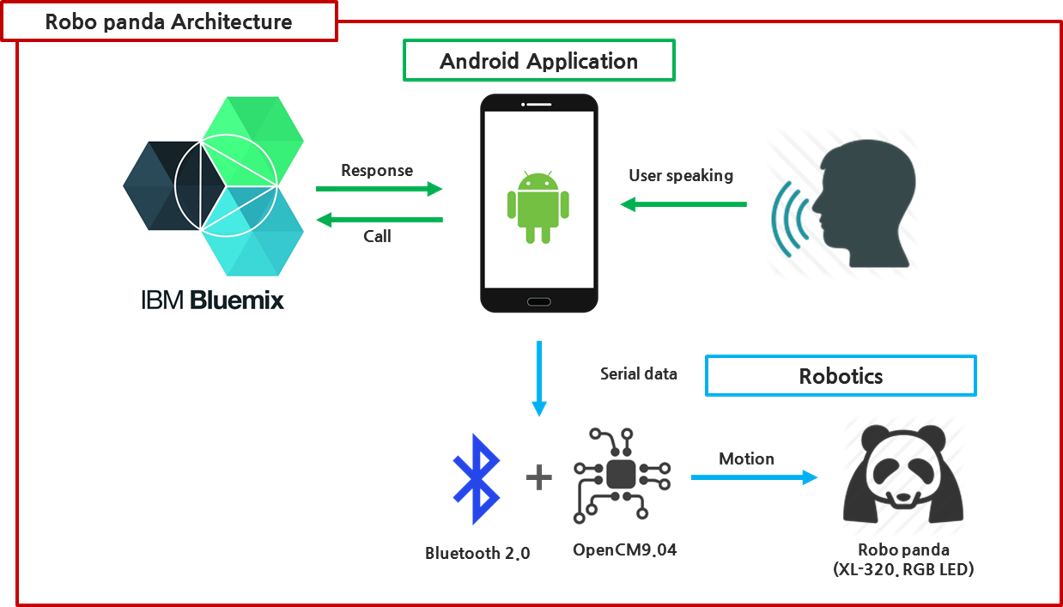 Robo panda Architecture
Android Application
Response
User speaking
Call
IBM Bluemix
Serial data
Robotics
Motion
Bluetooth 2.0
OpenCM9.04
Robo panda
(XL-320, RGB LED)